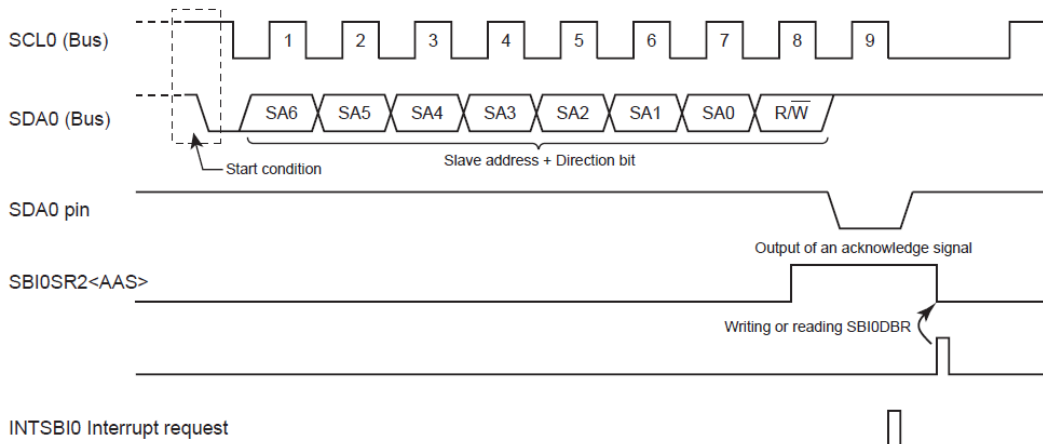 SCL0 (Bus)
1 2 3 4 5 6 7 8 9
SDA0 (Bus)
SA6 SA5 SA4 SA3 SA2 SA1 SA0 R/W̅
Slave address + Direction bit
Start condition
SDA0 pin
Output of an acknowledge signal
SBI0SR2<AAS>
Writing or reading SBI0DBR
INTSBI0 Interrupt request